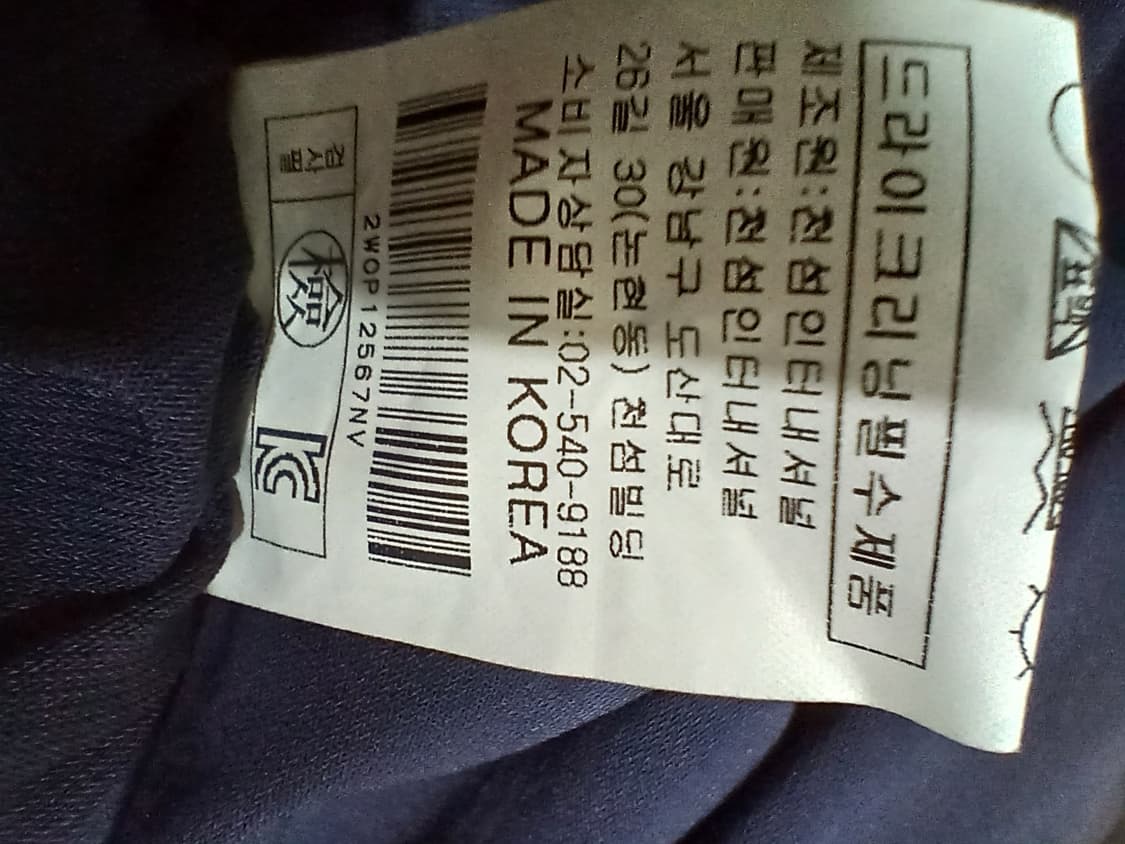 드라이크리닝필수제품
제조원:천섬인터내셔널
판매원:천섬인터내셔널
서울 강남구 도산대로
26길 30(논현동) 천섬빌딩
소비자상담실:02-540-9188
MADE IN KOREA
2WOP12567NV
검사필 檢 KC